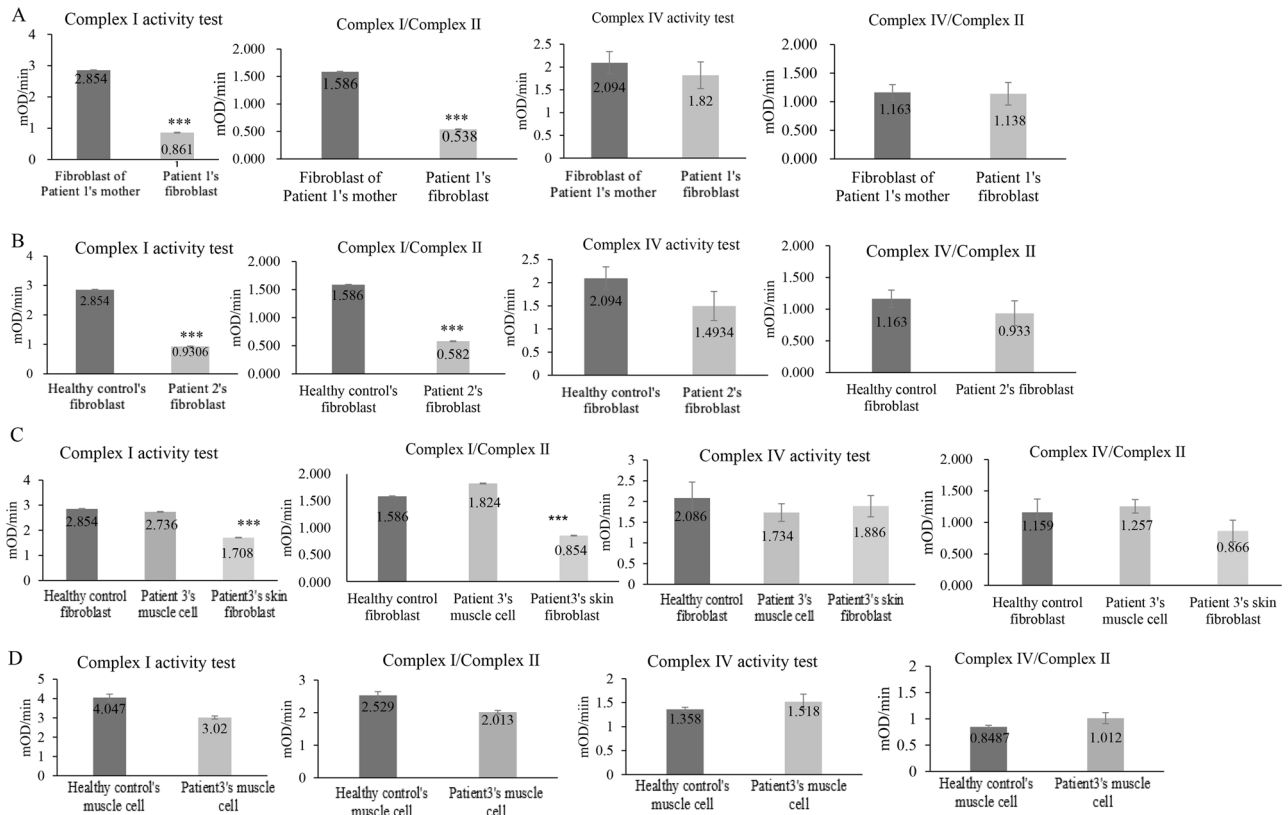 A
Complex I activity test
mOD/min
4
3
2
1
0
2.854
***
0.861
Fibroblast of
Patient 1's mother
Patient 1's
fibroblast
Complex I/Complex II
mOD/min
2.000
1.500
1.000
0.500
0.000
1.586
***
0.538
Fibroblast of
Patient 1's mother
Patient 1's
fibroblast
Complex IV activity test
mOD/min
2.5
2
1.5
1
0.5
0
2.094
1.82
Fibroblast of
Patient 1's mother
Patient 1's
fibroblast
Complex IV/Complex II
mOD/min
2.000
1.500
1.000
0.500
0.000
1.163
1.138
Fibroblast of
Patient 1's mother
Patient 1's
fibroblast
B
Complex I activity test
mOD/min
4
3
2
1
0
2.854
***
0.9306
Healthy control's
fibroblast
Patient 2's
fibroblast
Complex I/Complex II
mOD/min
2.000
1.500
1.000
0.500
0.000
1.586
***
0.582
Healthy control's
fibroblast
Patient 2's
fibroblast
Complex IV activity test
mOD/min
2.5
2
1.5
1
0.5
0
2.094
1.4934
Healthy control's
fibroblast
Patient 2's
fibroblast
Complex IV/Complex II
mOD/min
2.000
1.500
1.000
0.500
0.000
1.163
0.933
Healthy control
fibroblast
Patient 2's fibroblast
C
Complex I activity test
mOD/min
4
3
2
1
0
2.854
2.736
***
1.708
Healthy control
fibroblast
Patient 3's
muscle cell
Patient3's skin
fibroblast
Complex I/Complex II
mOD/min
2.000
1.500
1.000
0.500
0.000
1.586
1.824
***
0.854
Healthy control
fibroblast
Patient 3's
muscle cell
Patient3's skin
fibroblast
Complex IV activity test
mOD/min
3
2.5
2
1.5
1
0.5
0
2.086
1.734
1.886
Healthy control
fibroblast
Patient 3's
muscle cell
Patient3's skin
fibroblast
Complex IV/Complex II
mOD/min
2.000
1.500
1.000
0.500
0.000
1.159
1.257
0.866
Healthy control
fibroblast
Patient 3's
muscle cell
Patient 3's skin
fibroblast
D
Complex I activity test
mOD/min
5
4
3
2
1
0
4.047
3.02
Healthy control's
muscle cell
Patient3's muscle
cell
Complex I/Complex II
mOD/min
3
2
1
0
2.529
2.013
Healthy control's
muscle cell
Patient3's muscle
cell
Complex IV activity test
mOD/min
2
1.5
1
0.5
0
1.358
1.518
Healthy control's
muscle cell
Patient3's muscle
cell
Complex IV/Complex II
mOD/min
2
1.5
1
0.5
0
0.8487
1.012
Healthy control's
muscle cell
Patient3's muscle
cell